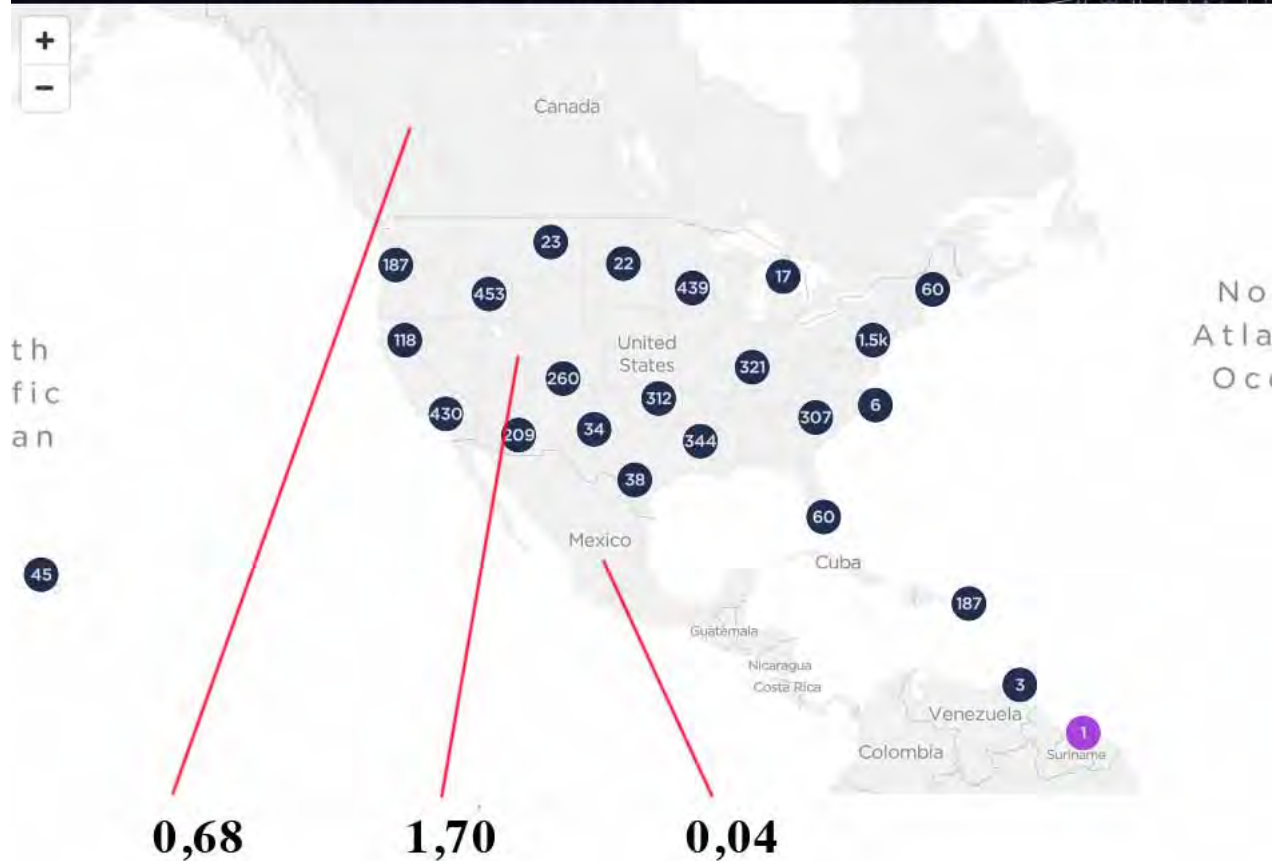 +
−
Canada
23
187
22
17
453
439
60
No
118
1.5k
th
United
States
Atla
321
260
fic
Oce
312
6
430
307
an
209
34
344
38
60
Mexico
Cuba
45
187
Guatemala
Nicaragua
3
Costa Rica
Venezuela
1
Colombia
Suriname
0,68 1,70 0,04